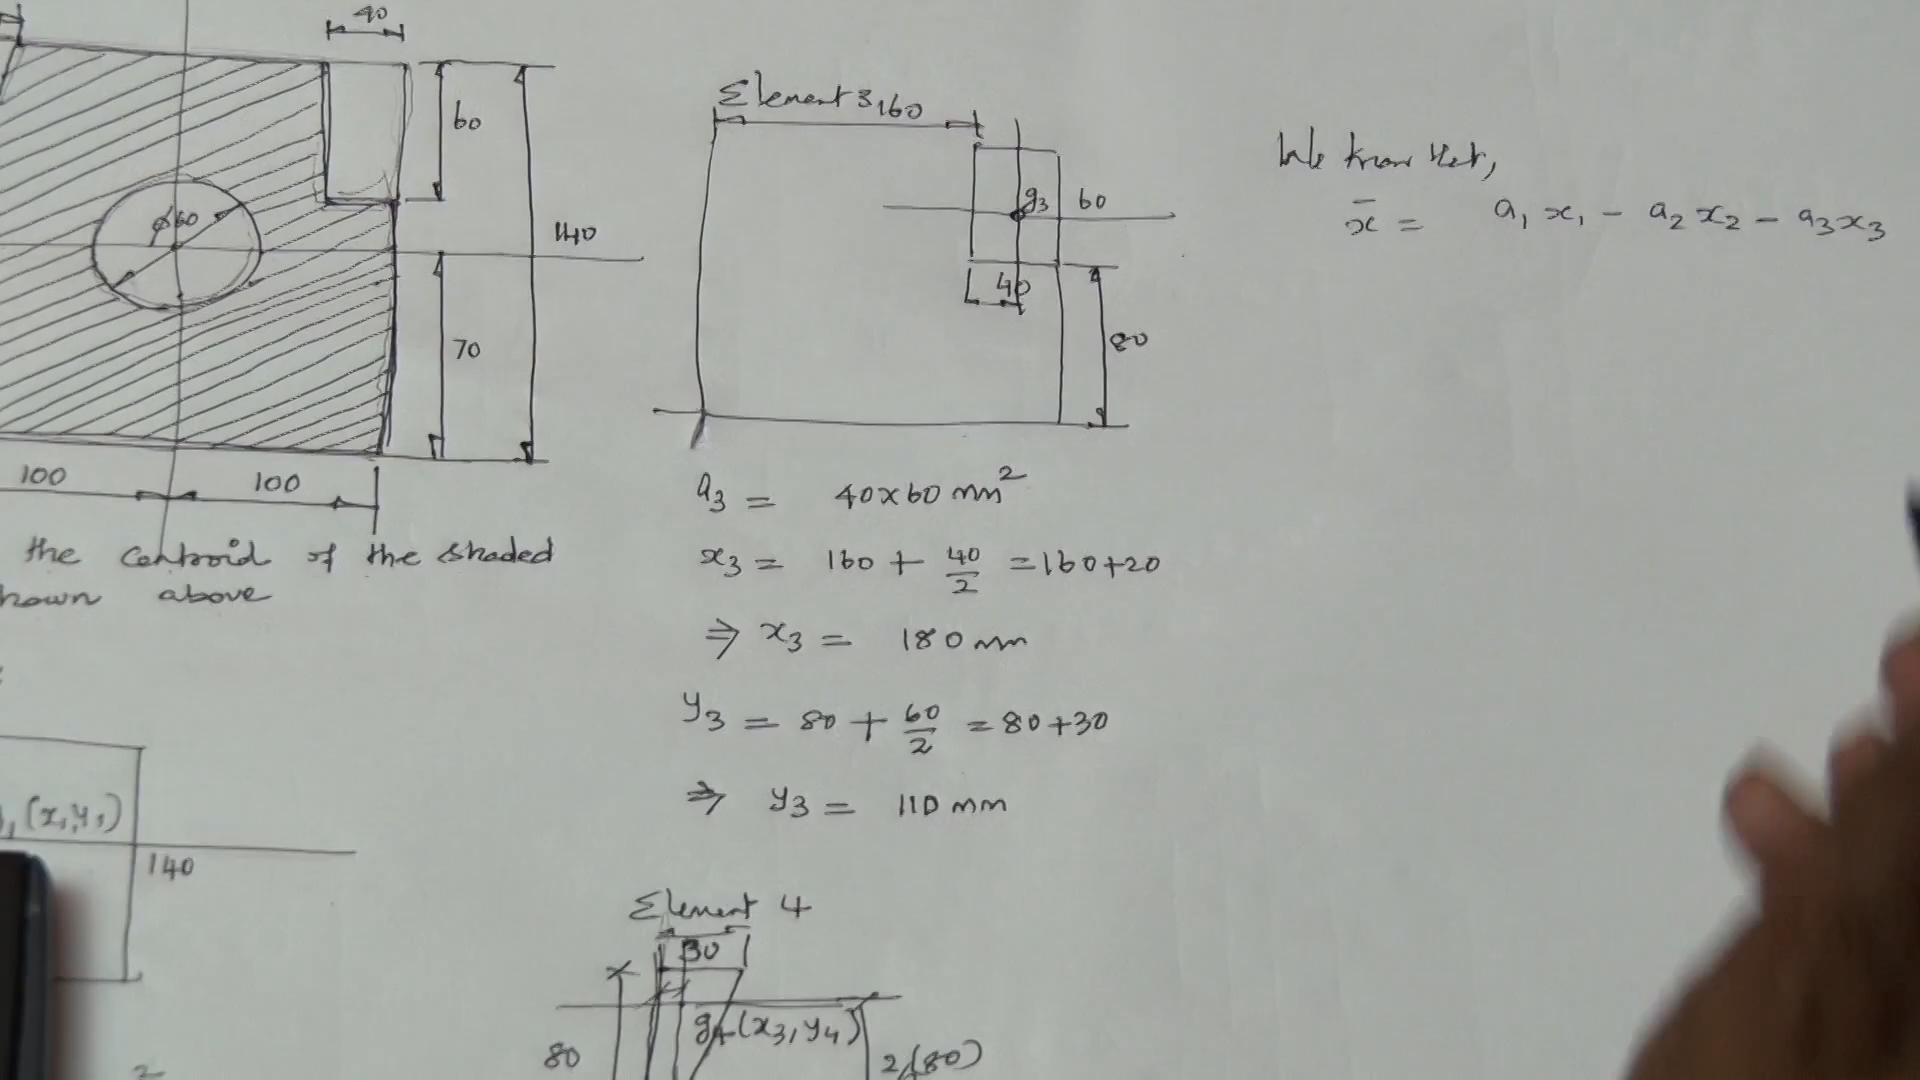 40
60
ϕ60
140
70
100
100
the centroid of the shaded
hown above
(x1,y1)
140
Element 3
160
g3
60
40
80
a3 = 40x60 mm²
x3 = 160 + 40/2 = 160+20
⇒ x3 = 180 mm
y3 = 80 + 60/2 = 80+30
⇒ y3 = 110 mm
Element 4
30
g4(x3,y4)
80
2(80)
We know that,
x̄ = a1x1 - a2x2 - a3x3